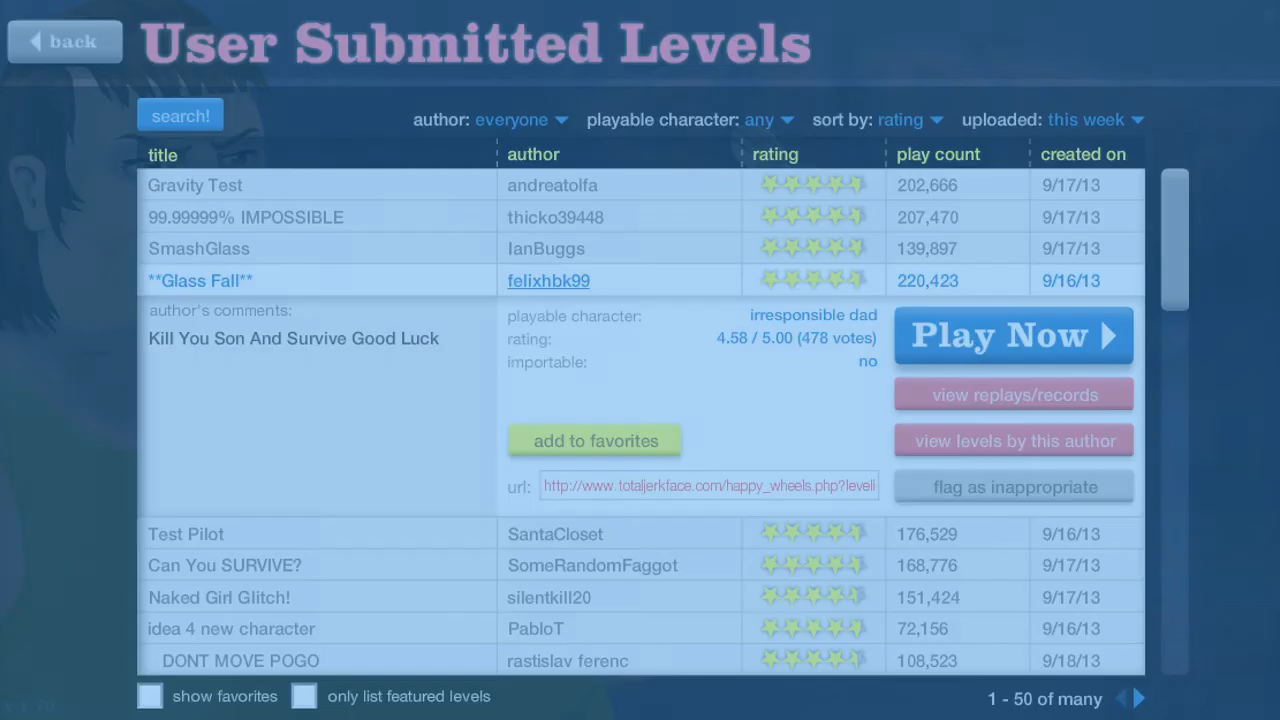 back
User Submitted Levels
search!
author: everyone playable character: any sort by: rating uploaded: this week
title author rating play count created on
Gravity Test andreatolfa 202,666 9/17/13
99.99999% IMPOSSIBLE thicko39448 207,470 9/17/13
SmashGlass IanBuggs 139,897 9/17/13
**Glass Fall** felixhbk99 220,423 9/16/13
author's comments:
Kill You Son And Survive Good Luck
playable character: irresponsible dad
rating: 4.58 / 5.00 (478 votes)
importable: no
Play Now
view replays/records
add to favorites
view levels by this author
url: http://www.totaljerkface.com/happy_wheels.php?leveli
flag as inappropriate
Test Pilot SantaCloset 176,529 9/16/13
Can You SURVIVE? SomeRandomFaggot 168,776 9/17/13
Naked Girl Glitch! silentkill20 151,424 9/17/13
idea 4 new character PabloT 72,156 9/16/13
DONT MOVE POGO rastislav ferenc 108,523 9/18/13
show favorites only list featured levels
1 - 50 of many